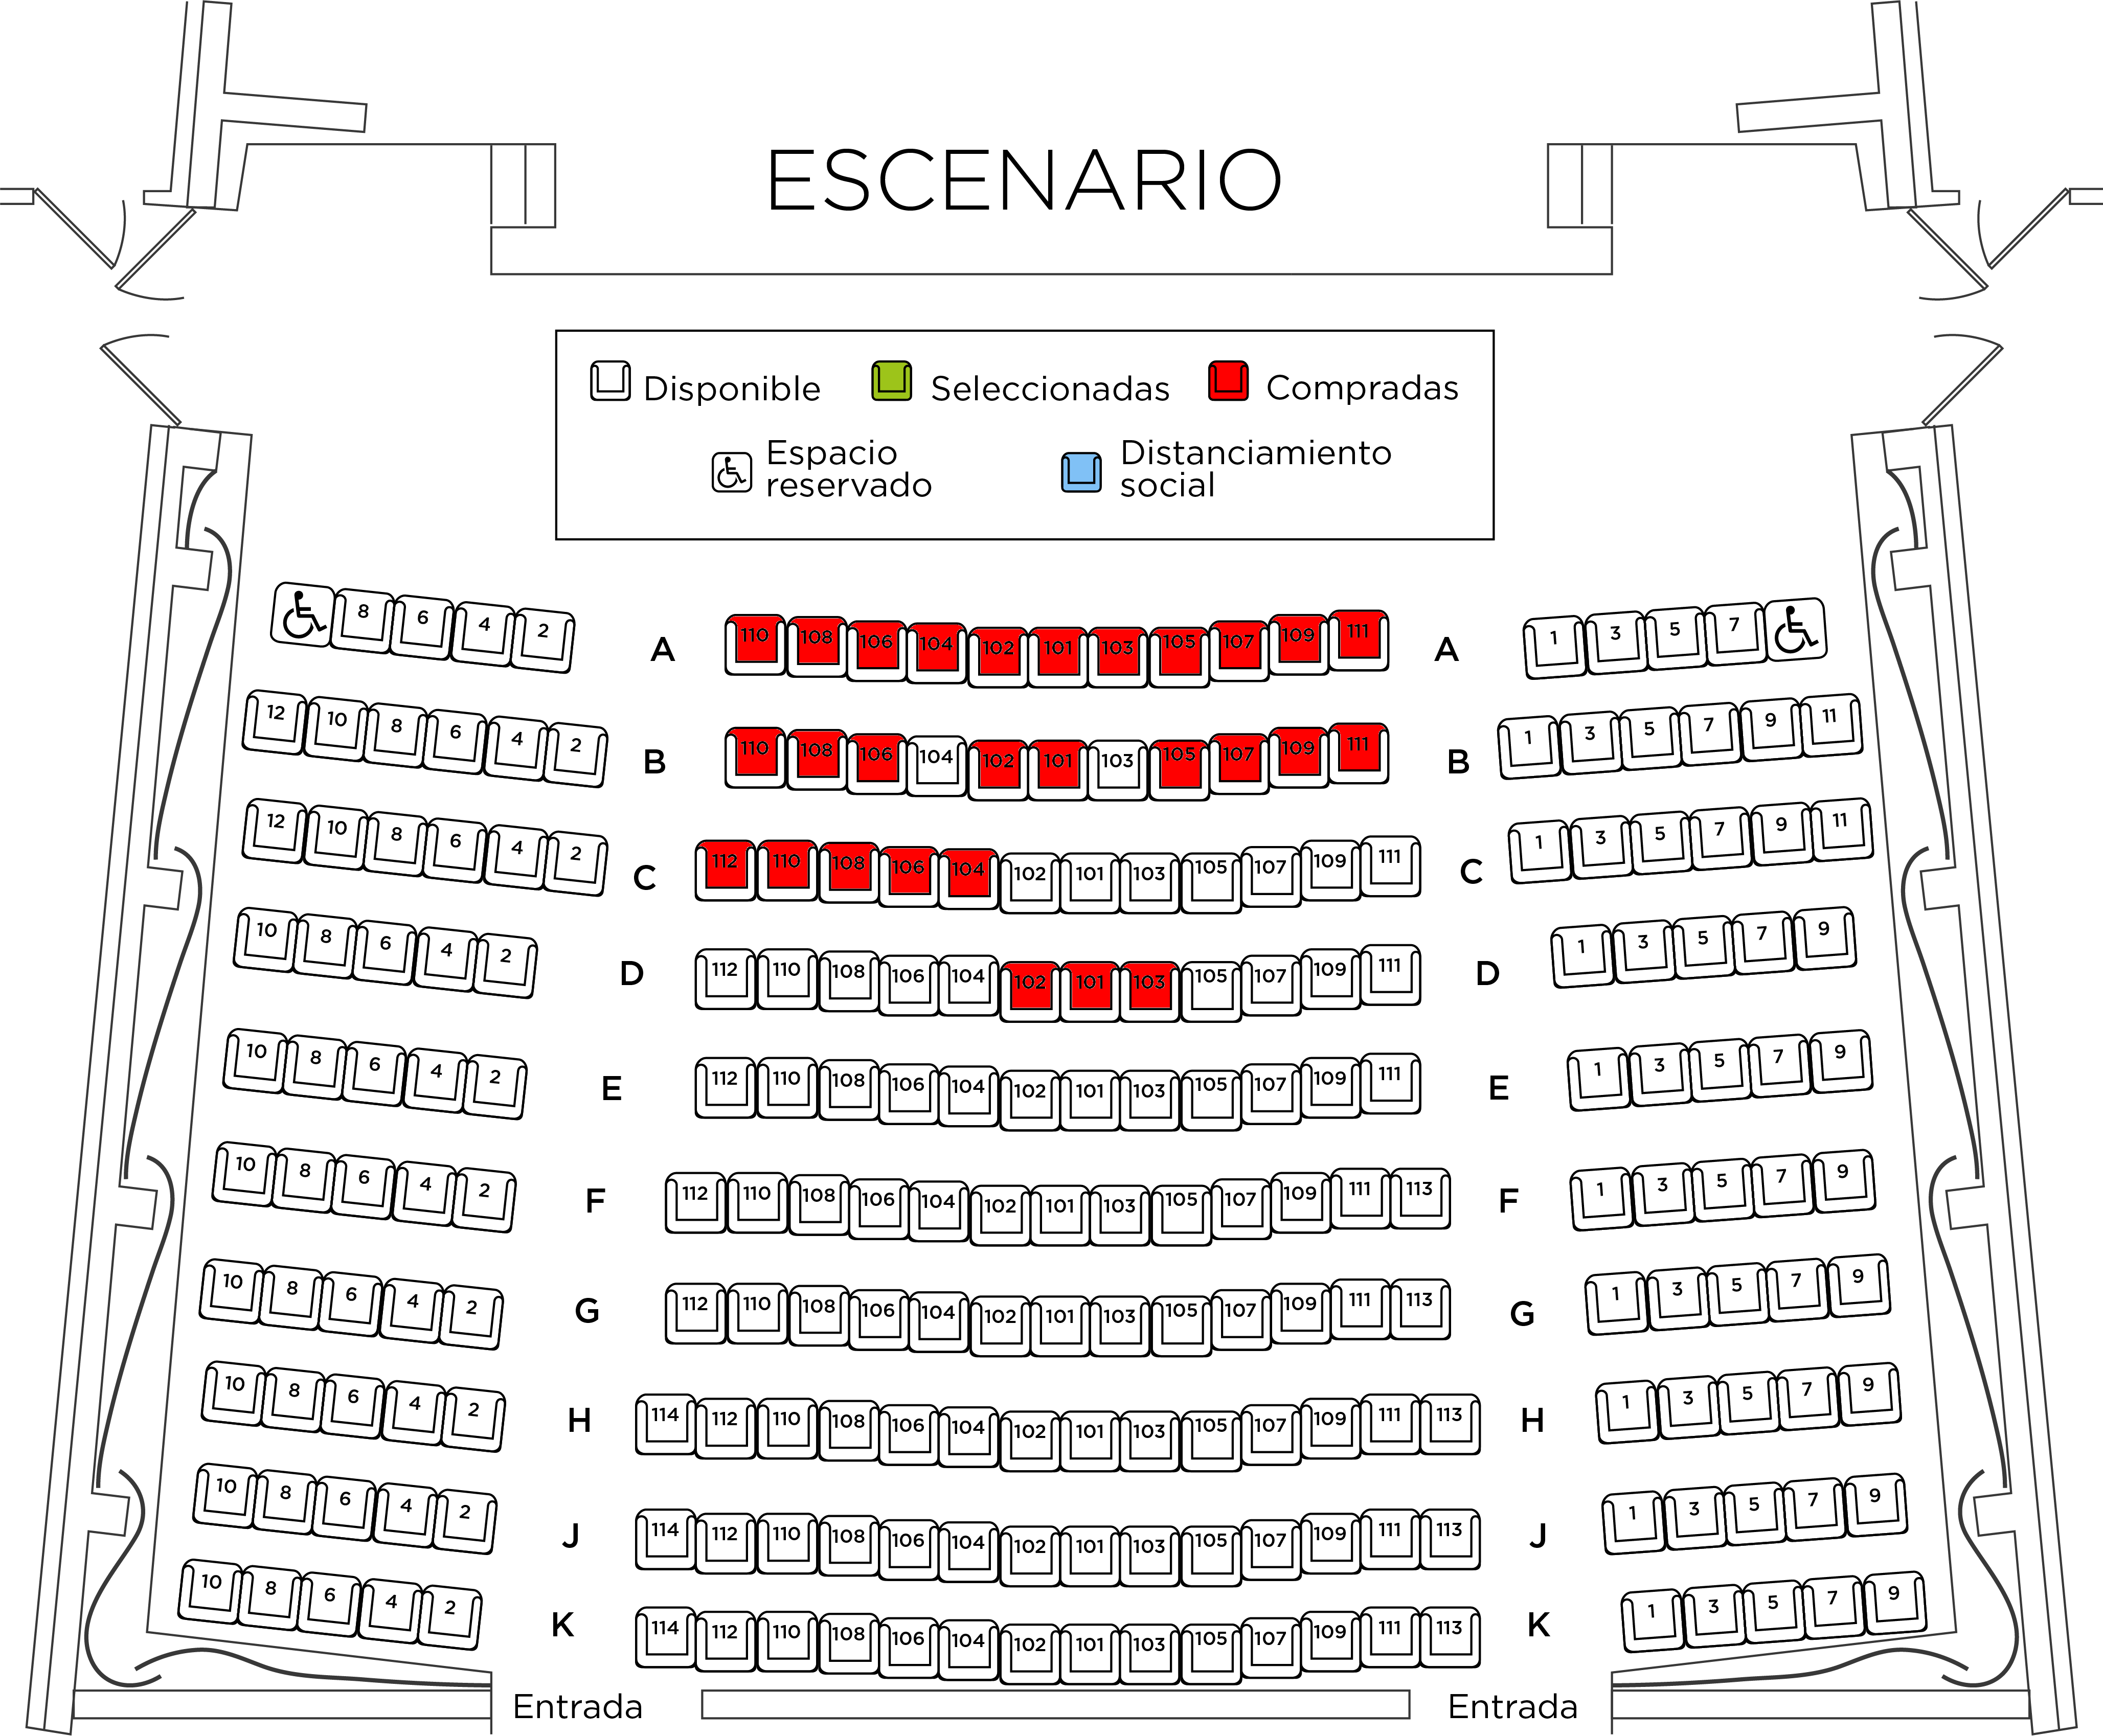 ESCENARIO
Disponible Seleccionadas Compradas
Espacio reservado Distanciamiento social
8 6 4 2 A 110 108 106 104 102 101 103 105 107 109 111 A 1 3 5 7
12 10 8 6 4 2 B 110 108 106 104 102 101 103 105 107 109 111 B 1 3 5 7 9 11
12 10 8 6 4 2 C 112 110 108 106 104 102 101 103 105 107 109 111 C 1 3 5 7 9 11
10 8 6 4 2 D 112 110 108 106 104 102 101 103 105 107 109 111 D 1 3 5 7 9
10 8 6 4 2 E 112 110 108 106 104 102 101 103 105 107 109 111 E 1 3 5 7 9
10 8 6 4 2 F 112 110 108 106 104 102 101 103 105 107 109 111 113 F 1 3 5 7 9
10 8 6 4 2 G 112 110 108 106 104 102 101 103 105 107 109 111 113 G 1 3 5 7 9
10 8 6 4 2 H 114 112 110 108 106 104 102 101 103 105 107 109 111 113 H 1 3 5 7 9
10 8 6 4 2 J 114 112 110 108 106 104 102 101 103 105 107 109 111 113 J 1 3 5 7 9
10 8 6 4 2 K 114 112 110 108 106 104 102 101 103 105 107 109 111 113 K 1 3 5 7 9
Entrada Entrada